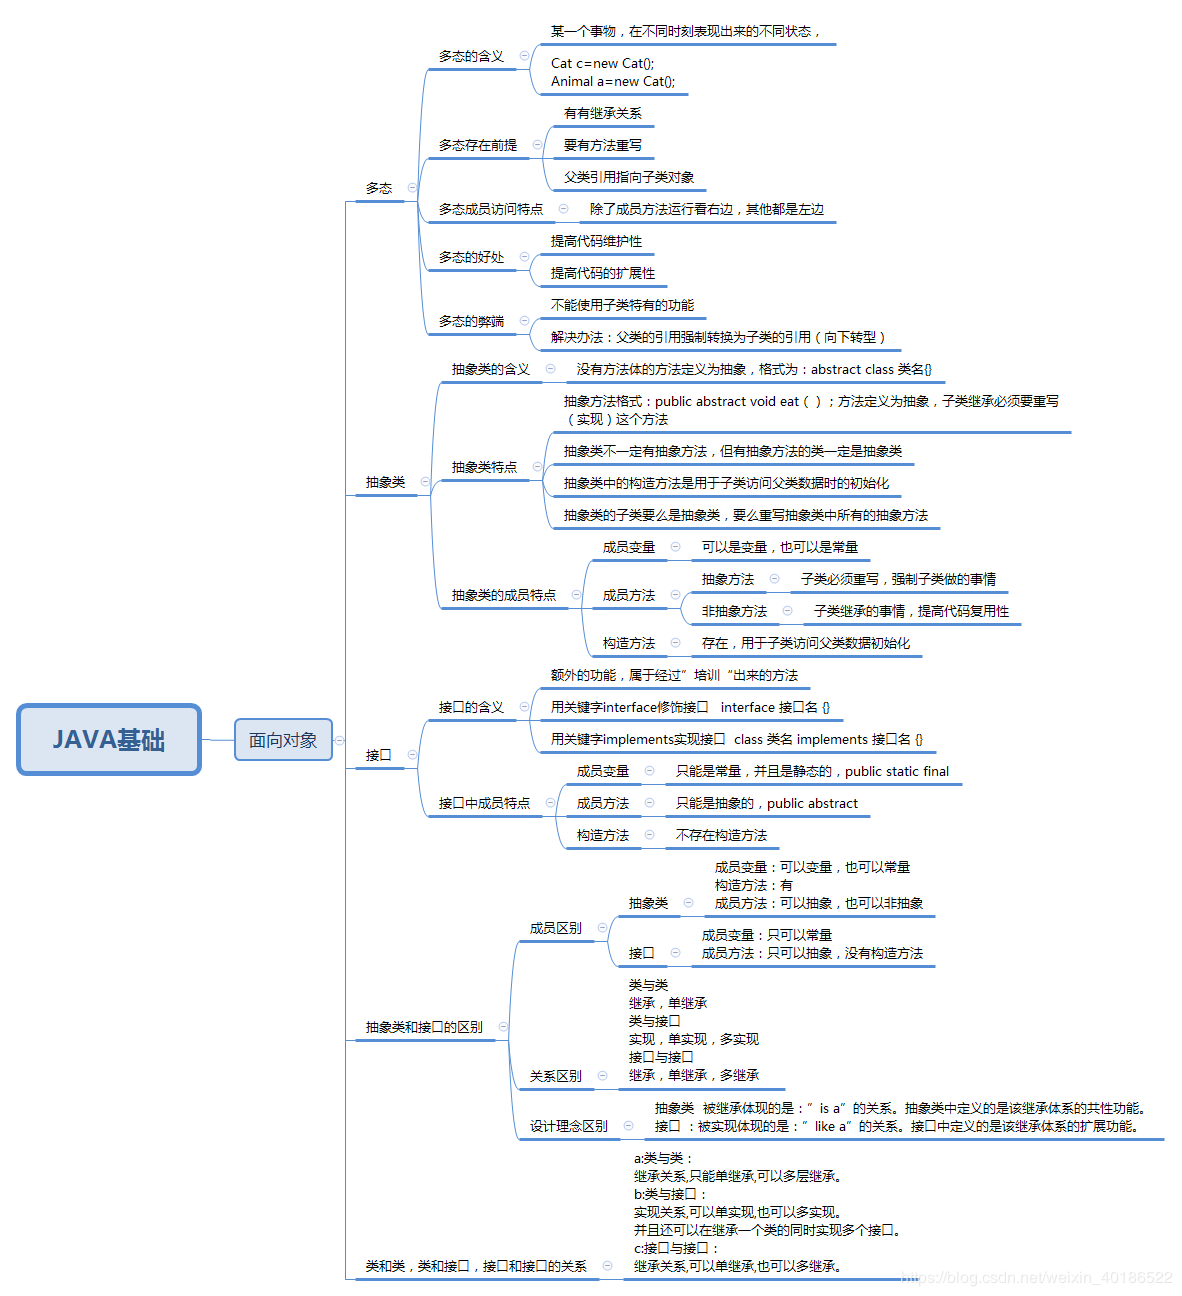 JAVA基础
面向对象
多态
多态的含义
某一个事物，在不同时刻表现出来的不同状态，
Cat c=new Cat();
Animal a=new Cat();
多态存在前提
有有继承关系
要有方法重写
父类引用指向子类对象
多态成员访问特点
除了成员方法运行看右边，其他都是左边
多态的好处
提高代码维护性
提高代码的扩展性
多态的弊端
不能使用子类特有的功能
解决办法：父类的引用强制转换为子类的引用（向下转型）
抽象类
抽象类的含义
没有方法体的方法定义为抽象，格式为：abstract class 类名{}
抽象类特点
抽象方法格式：public abstract void eat（ ）；方法定义为抽象，子类继承必须要重写
（实现）这个方法
抽象类不一定有抽象方法，但有抽象方法的类一定是抽象类
抽象类中的构造方法是用于子类访问父类数据时的初始化
抽象类的子类要么是抽象类，要么重写抽象类中所有的抽象方法
抽象类的成员特点
成员变量
可以是变量，也可以是常量
成员方法
抽象方法
子类必须重写，强制子类做的事情
非抽象方法
子类继承的事情，提高代码复用性
构造方法
存在，用于子类访问父类数据初始化
接口
接口的含义
额外的功能，属于经过”培训“出来的方法
用关键字interface修饰接口 interface 接口名 {}
用关键字implements实现接口 class 类名 implements 接口名 {}
接口中成员特点
成员变量
只能是常量，并且是静态的，public static final
成员方法
只能是抽象的，public abstract
构造方法
不存在构造方法
抽象类和接口的区别
成员区别
抽象类
成员变量：可以变量，也可以常量
构造方法：有
成员方法：可以抽象，也可以非抽象
接口
成员变量：只可以常量
成员方法：只可以抽象，没有构造方法
关系区别
类与类
继承，单继承
类与接口
实现，单实现，多实现
接口与接口
继承，单继承，多继承
设计理念区别
抽象类 被继承体现的是：”is a”的关系。抽象类中定义的是该继承体系的共性功能。
接口 ：被实现体现的是：”like a”的关系。接口中定义的是该继承体系的扩展功能。
类和类，类和接口，接口和接口的关系
a:类与类：
继承关系,只能单继承,可以多层继承。
b:类与接口：
实现关系,可以单实现,也可以多实现。
并且还可以在继承一个类的同时实现多个接口。
c:接口与接口：
继承关系,可以单继承,也可以多继承。
https://blog.csdn.net/weixin_40186522